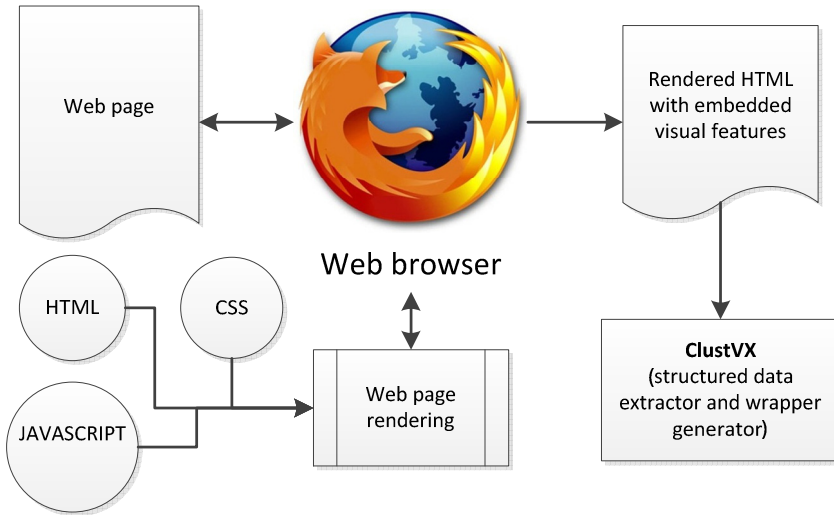 Web page
Rendered HTML
with embedded
visual features
Web browser
HTML
CSS
JAVASCRIPT
Web page
rendering
ClustVX
(structured data
extractor and wrapper
generator)